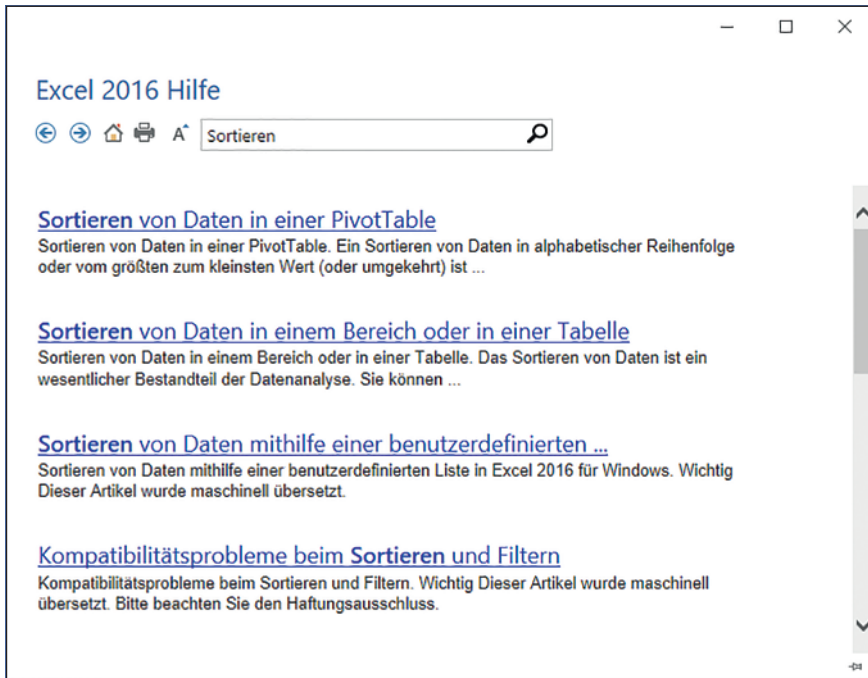 Excel 2016 Hilfe
Sortieren
Sortieren von Daten in einer PivotTable
Sortieren von Daten in einer PivotTable. Ein Sortieren von Daten in alphabetischer Reihenfolge
oder vom größten zum kleinsten Wert (oder umgekehrt) ist ...
Sortieren von Daten in einem Bereich oder in einer Tabelle
Sortieren von Daten in einem Bereich oder in einer Tabelle. Das Sortieren von Daten ist ein
wesentlicher Bestandteil der Datenanalyse. Sie können ...
Sortieren von Daten mithilfe einer benutzerdefinierten ...
Sortieren von Daten mithilfe einer benutzerdefinierten Liste in Excel 2016 für Windows. Wichtig
Dieser Artikel wurde maschinell übersetzt.
Kompatibilitätsprobleme beim Sortieren und Filtern
Kompatibilitätsprobleme beim Sortieren und Filtern. Wichtig Dieser Artikel wurde maschinell
übersetzt. Bitte beachten Sie den Haftungsausschluss.